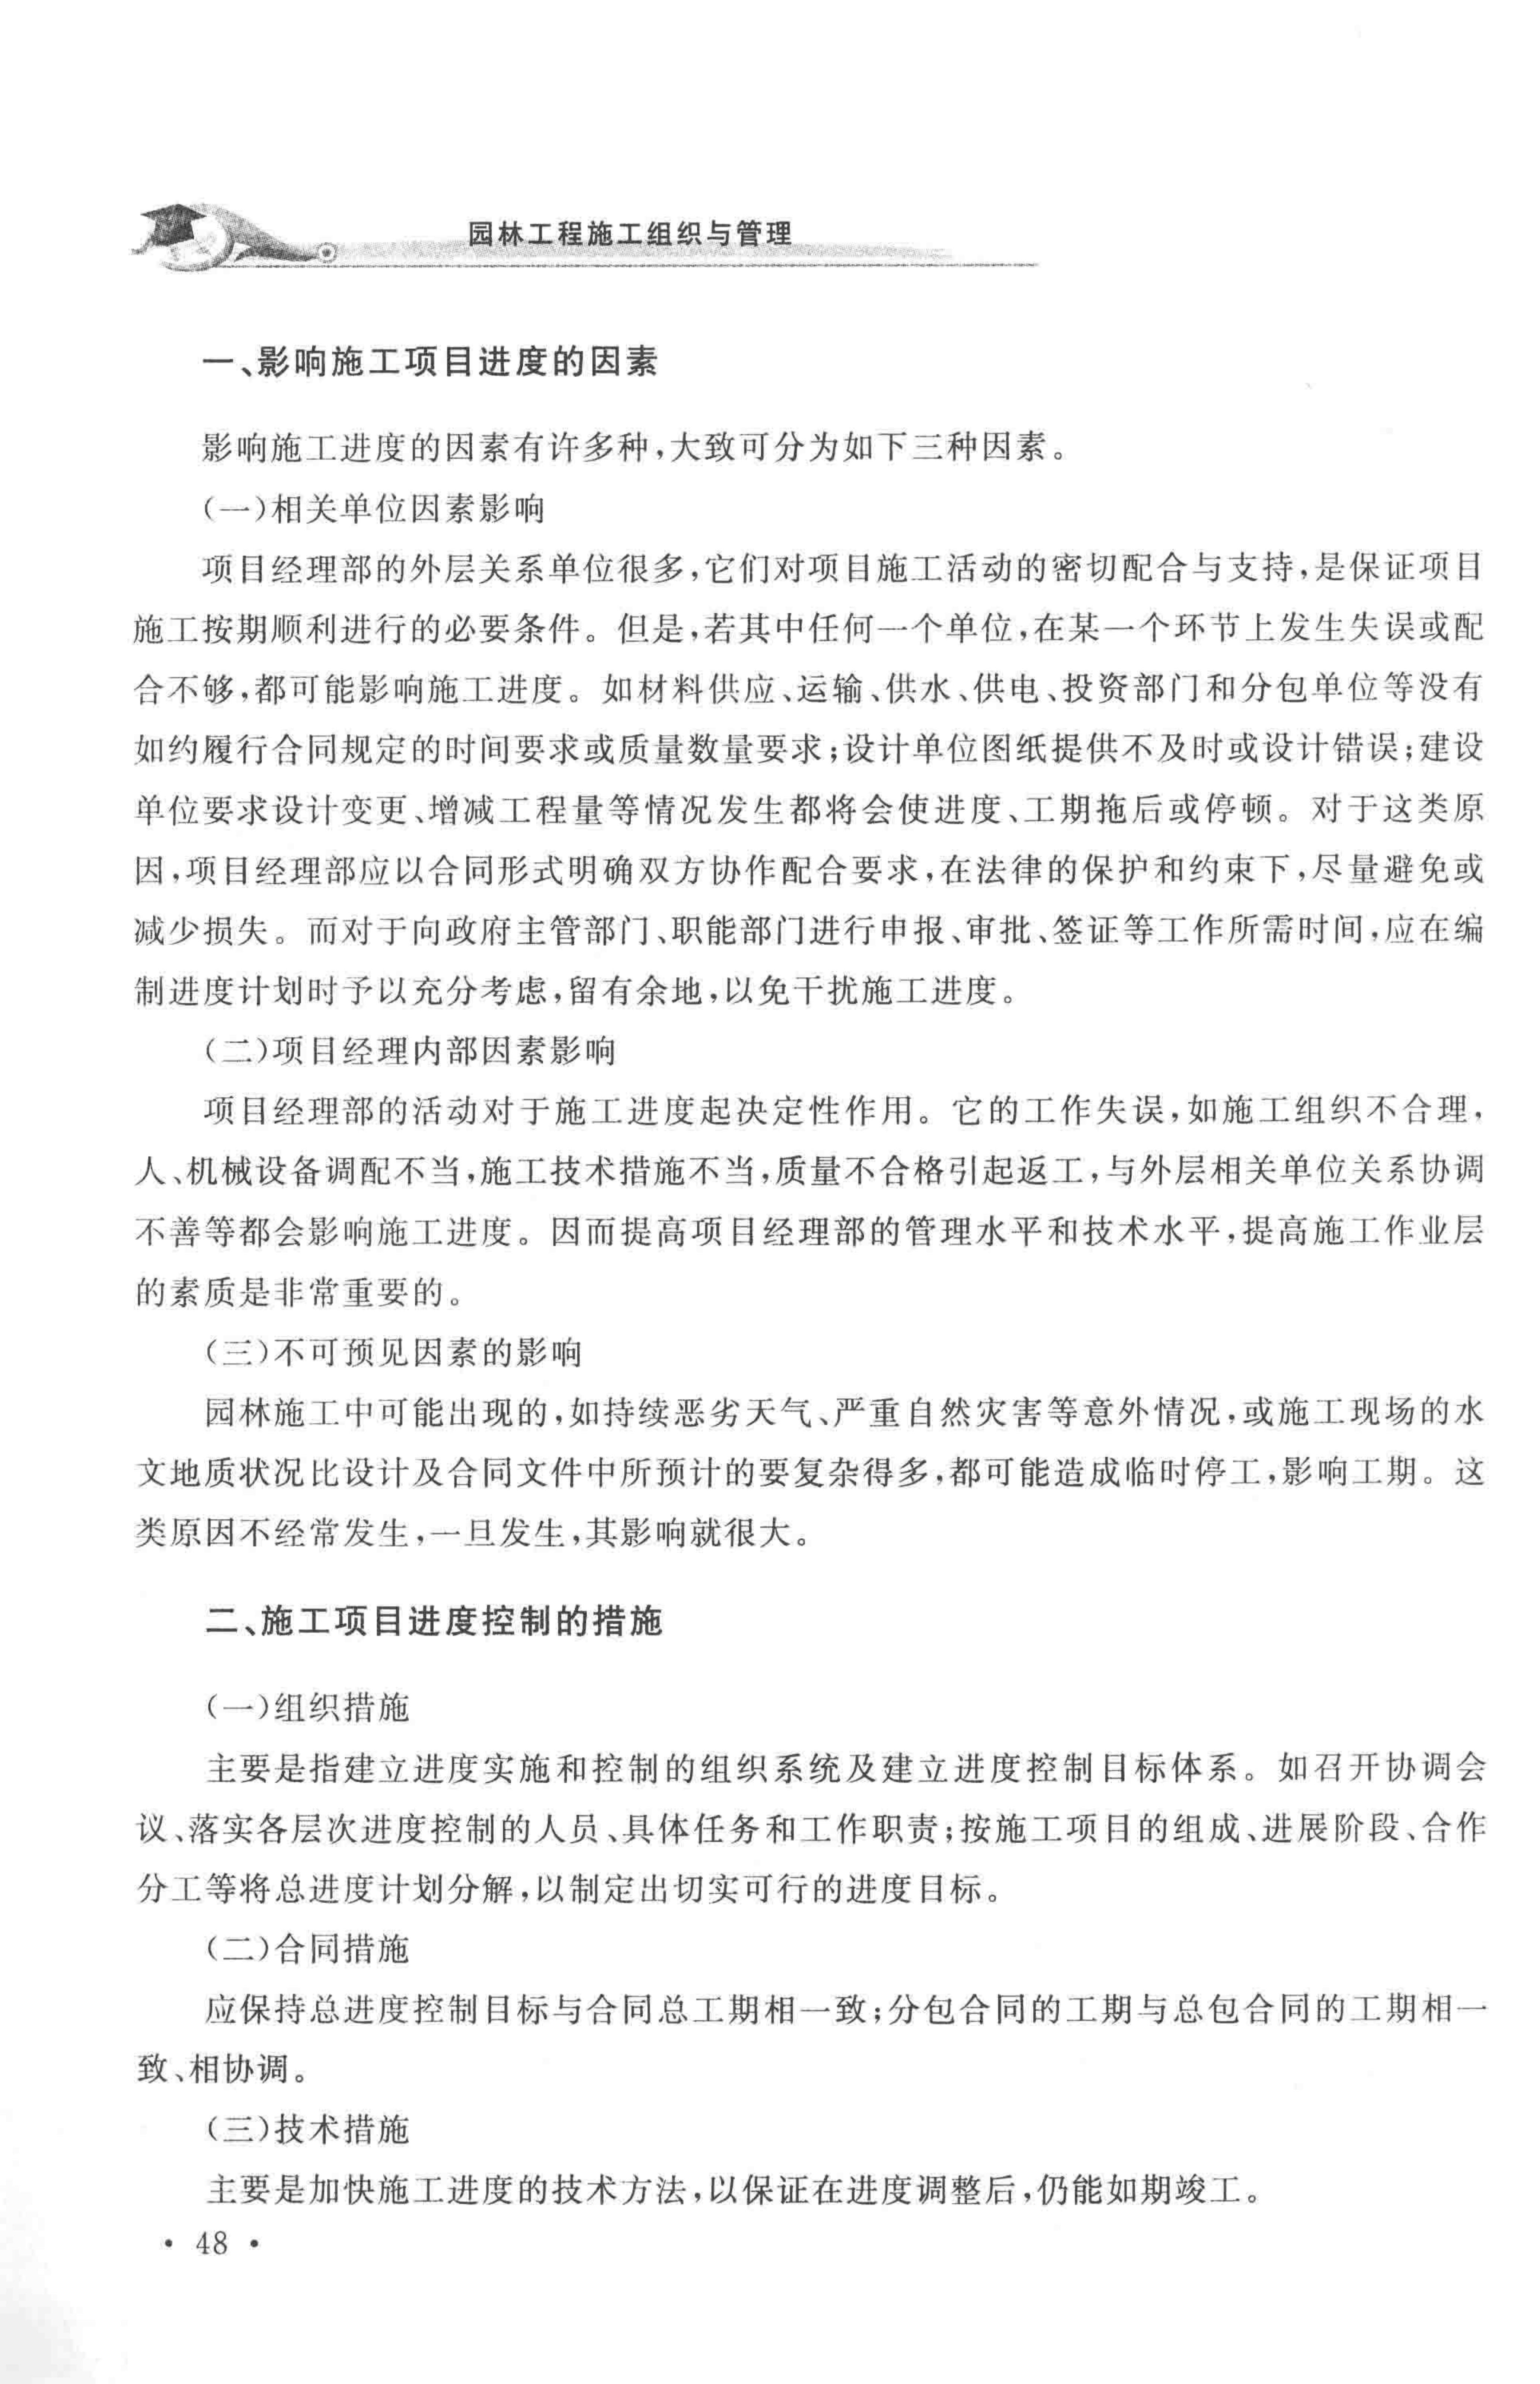 园林工程施工组织与管理
一、影响施工项目进度的因素
影响施工进度的因素有许多种,大致可分为如下三种因素。
(一)相关单位因素影响
项目经理部的外层关系单位很多,它们对项目施工活动的密切配合与支持,是保证项目
施工按期顺利进行的必要条件。但是,若其中任何一个单位,在某一个环节上发生失误或配
合不够,都可能影响施工进度。如材料供应、运输、供水、供电、投资部门和分包单位等没有
如约履行合同规定的时间要求或质量数量要求;设计单位图纸提供不及时或设计错误;建设
单位要求设计变更、增减工程量等情况发生都将会使进度、工期拖后或停顿。对于这类原
因,项目经理部应以合同形式明确双方协作配合要求,在法律的保护和约束下,尽量避免或
减少损失。而对于向政府主管部门、职能部门进行申报、审批、签证等工作所需时间,应在编
制进度计划时予以充分考虑,留有余地,以免干扰施工进度。
(二)项目经理内部因素影响
项目经理部的活动对于施工进度起决定性作用。它的工作失误,如施工组织不合理,
人、机械设备调配不当,施工技术措施不当,质量不合格引起返工,与外层相关单位关系协调
不善等都会影响施工进度。因而提高项目经理部的管理水平和技术水平,提高施工作业层
的素质是非常重要的。
(三)不可预见因素的影响
园林施工中可能出现的,如持续恶劣天气、严重自然灾害等意外情况,或施工现场的水
文地质状况比设计及合同文件中所预计的要复杂得多,都可能造成临时停工,影响工期。这
类原因不经常发生,一旦发生,其影响就很大。
二、施工项目进度控制的措施
(一)组织措施
主要是指建立进度实施和控制的组织系统及建立进度控制目标体系。如召开协调会
议、落实各层次进度控制的人员、具体任务和工作职责;按施工项目的组成、进展阶段、合作
分工等将总进度计划分解,以制定出切实可行的进度目标。
(二)合同措施
应保持总进度控制目标与合同总工期相一致;分包合同的工期与总包合同的工期相一
致、相协调。
(三)技术措施
主要是加快施工进度的技术方法,以保证在进度调整后,仍能如期竣工。
• 48 •